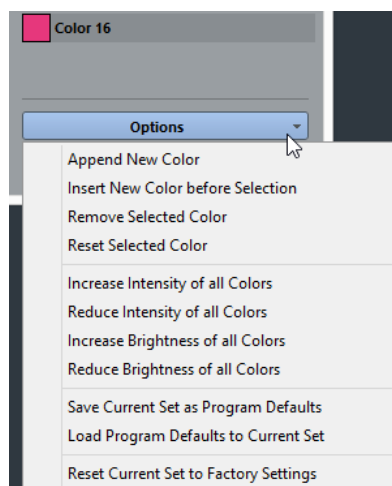 Color 16
Options
Append New Color
Insert New Color before Selection
Remove Selected Color
Reset Selected Color
Increase Intensity of all Colors
Reduce Intensity of all Colors
Increase Brightness of all Colors
Reduce Brightness of all Colors
Save Current Set as Program Defaults
Load Program Defaults to Current Set
Reset Current Set to Factory Settings